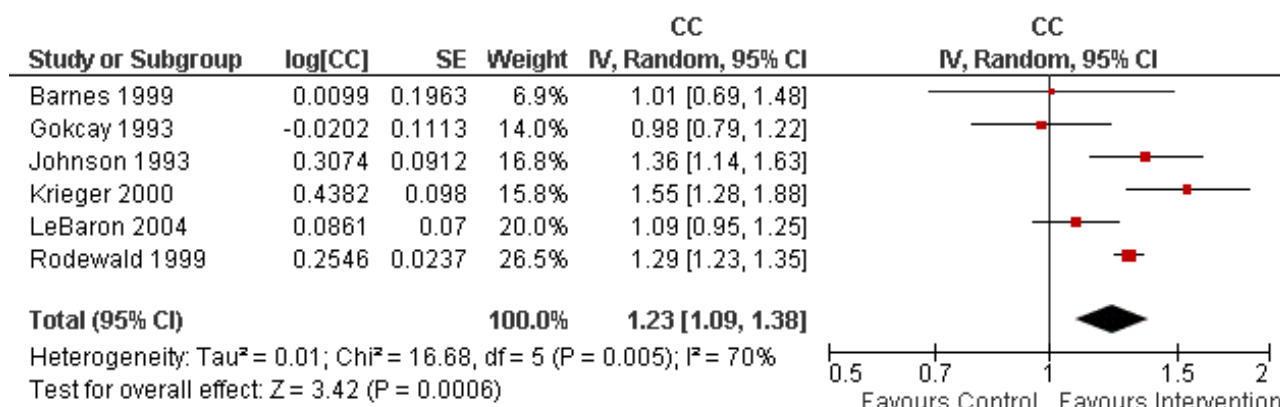 CC CC
Study or Subgroup log[CC] SE Weight IV, Random, 95% CI IV, Random, 95% CI
Barnes 1999 0.0099 0.1963 6.9% 1.01 [0.69, 1.48]
Gokcay 1993 -0.0202 0.1113 14.0% 0.98 [0.79, 1.22]
Johnson 1993 0.3074 0.0912 16.8% 1.36 [1.14, 1.63]
Krieger 2000 0.4382 0.098 15.8% 1.55 [1.28, 1.88]
LeBaron 2004 0.0861 0.07 20.0% 1.09 [0.95, 1.25]
Rodewald 1999 0.2546 0.0237 26.5% 1.29 [1.23, 1.35]
Total (95% CI) 100.0% 1.23 [1.09, 1.38]
Heterogeneity: Tau² = 0.01; Chi² = 16.68, df = 5 (P = 0.005); I² = 70%
Test for overall effect: Z = 3.42 (P = 0.0006)
0.5 0.7 1 1.5 2
Favours Control Favours Intervention